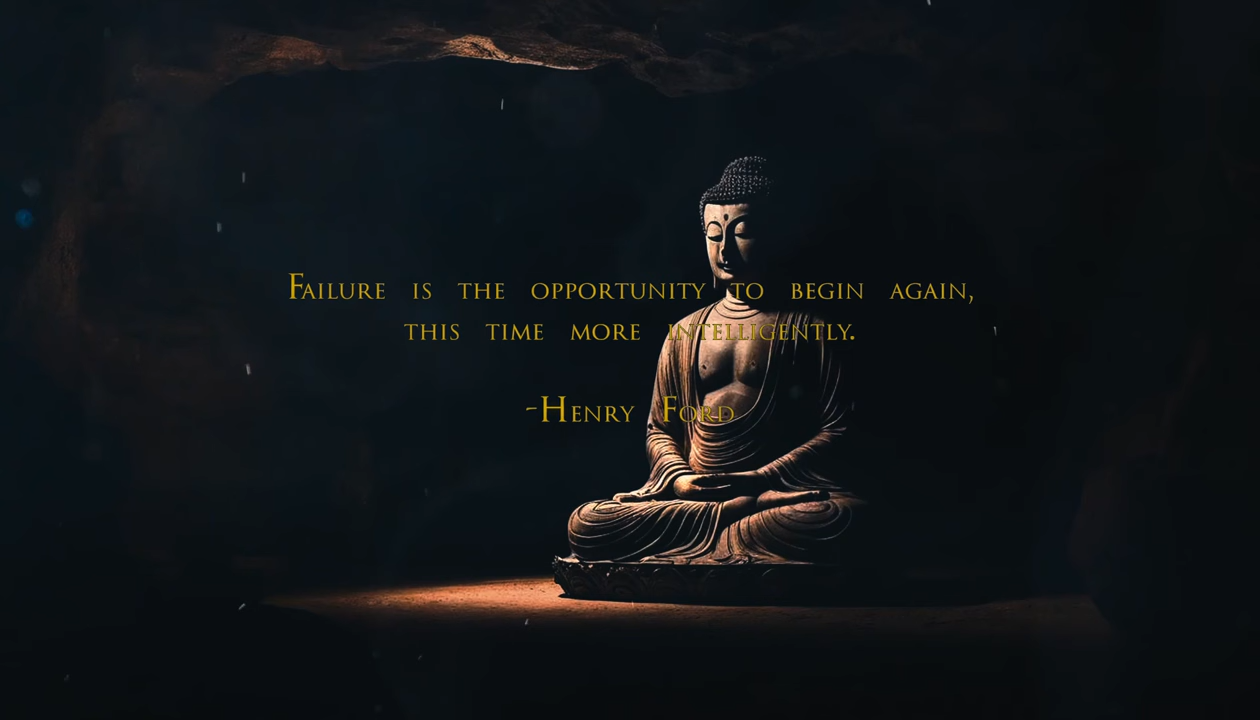 Failure is the opportunity to begin again,
this time more intelligently.
-Henry Ford